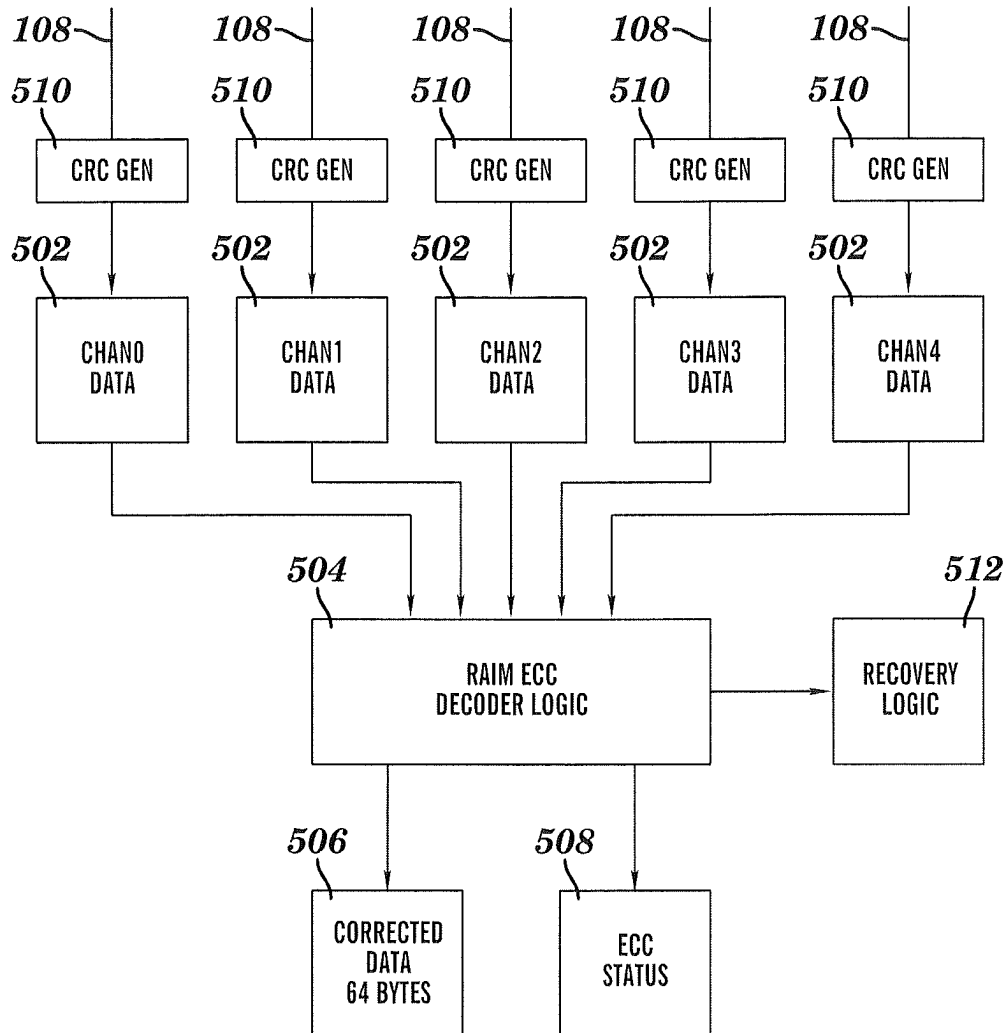 108 108 108 108 108
510 510 510 510 510
CRC GEN CRC GEN CRC GEN CRC GEN CRC GEN
502 502 502 502 502
CHAN0 CHAN1 CHAN2 CHAN3 CHAN4
DATA DATA DATA DATA DATA
504 512
RAIM ECC
DECODER LOGIC
RECOVERY
LOGIC
506 508
CORRECTED
DATA
64 BYTES
ECC
STATUS